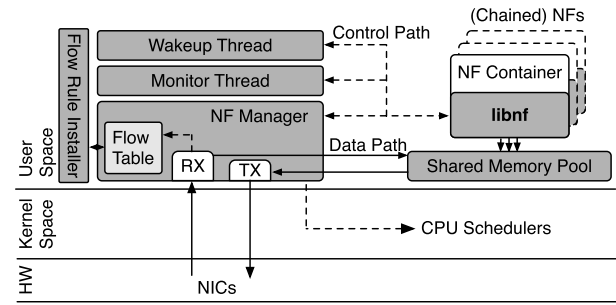 (Chained) NFs
Control Path
Wakeup Thread
Monitor Thread
NF Container
libnf
NF Manager
Flow Rule Installer
Flow
Table
Data Path
RX
TX
Shared Memory Pool
User
Space
Kernel
Space
CPU Schedulers
HW
NICs